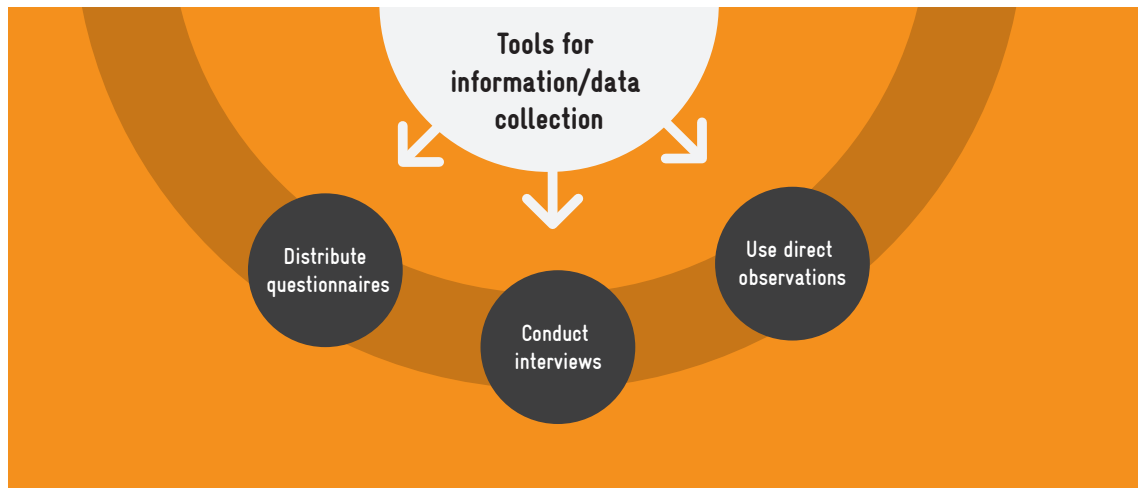 Tools for
information/data
collection
Distribute
questionnaires
Conduct
interviews
Use direct
observations